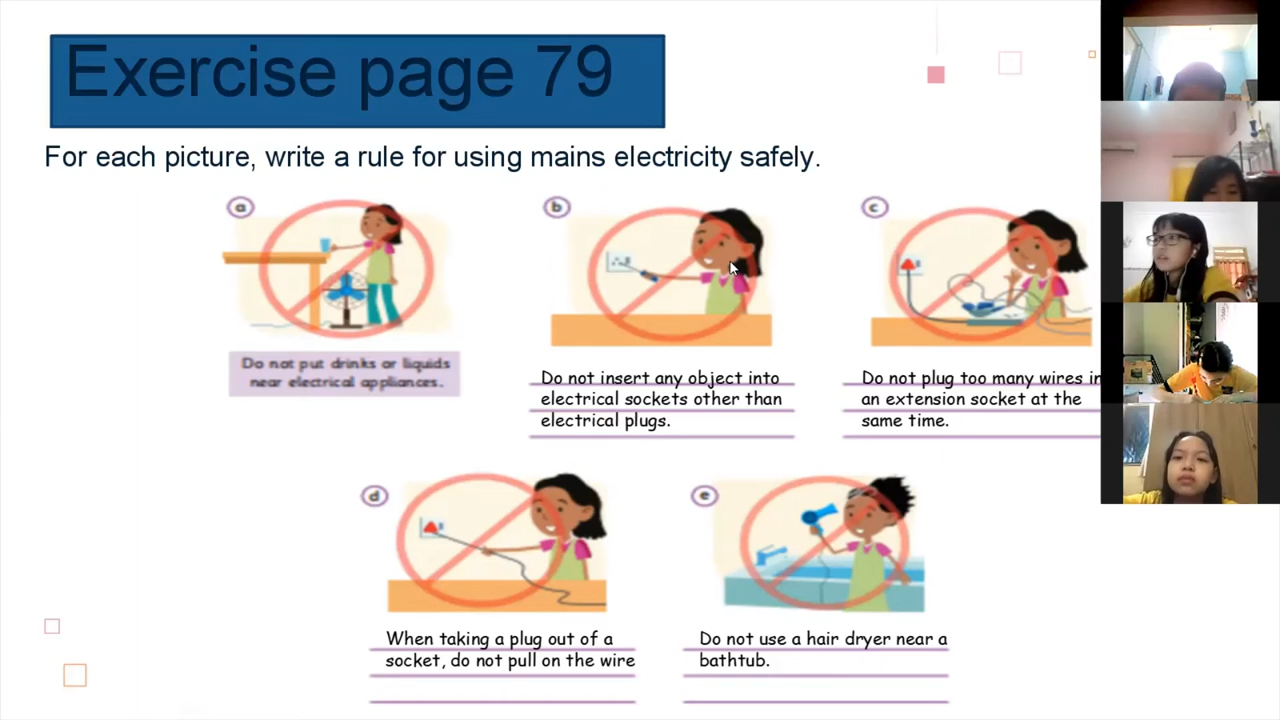 Exercise page 79
For each picture, write a rule for using mains electricity safely.
a
b
c
Do not put drinks or liquids
near electrical appliances.
Do not insert any object into
electrical sockets other than
electrical plugs.
Do not plug too many wires in
an extension socket at the
same time.
d
e
When taking a plug out of a
socket, do not pull on the wire
Do not use a hair dryer near a
bathtub.